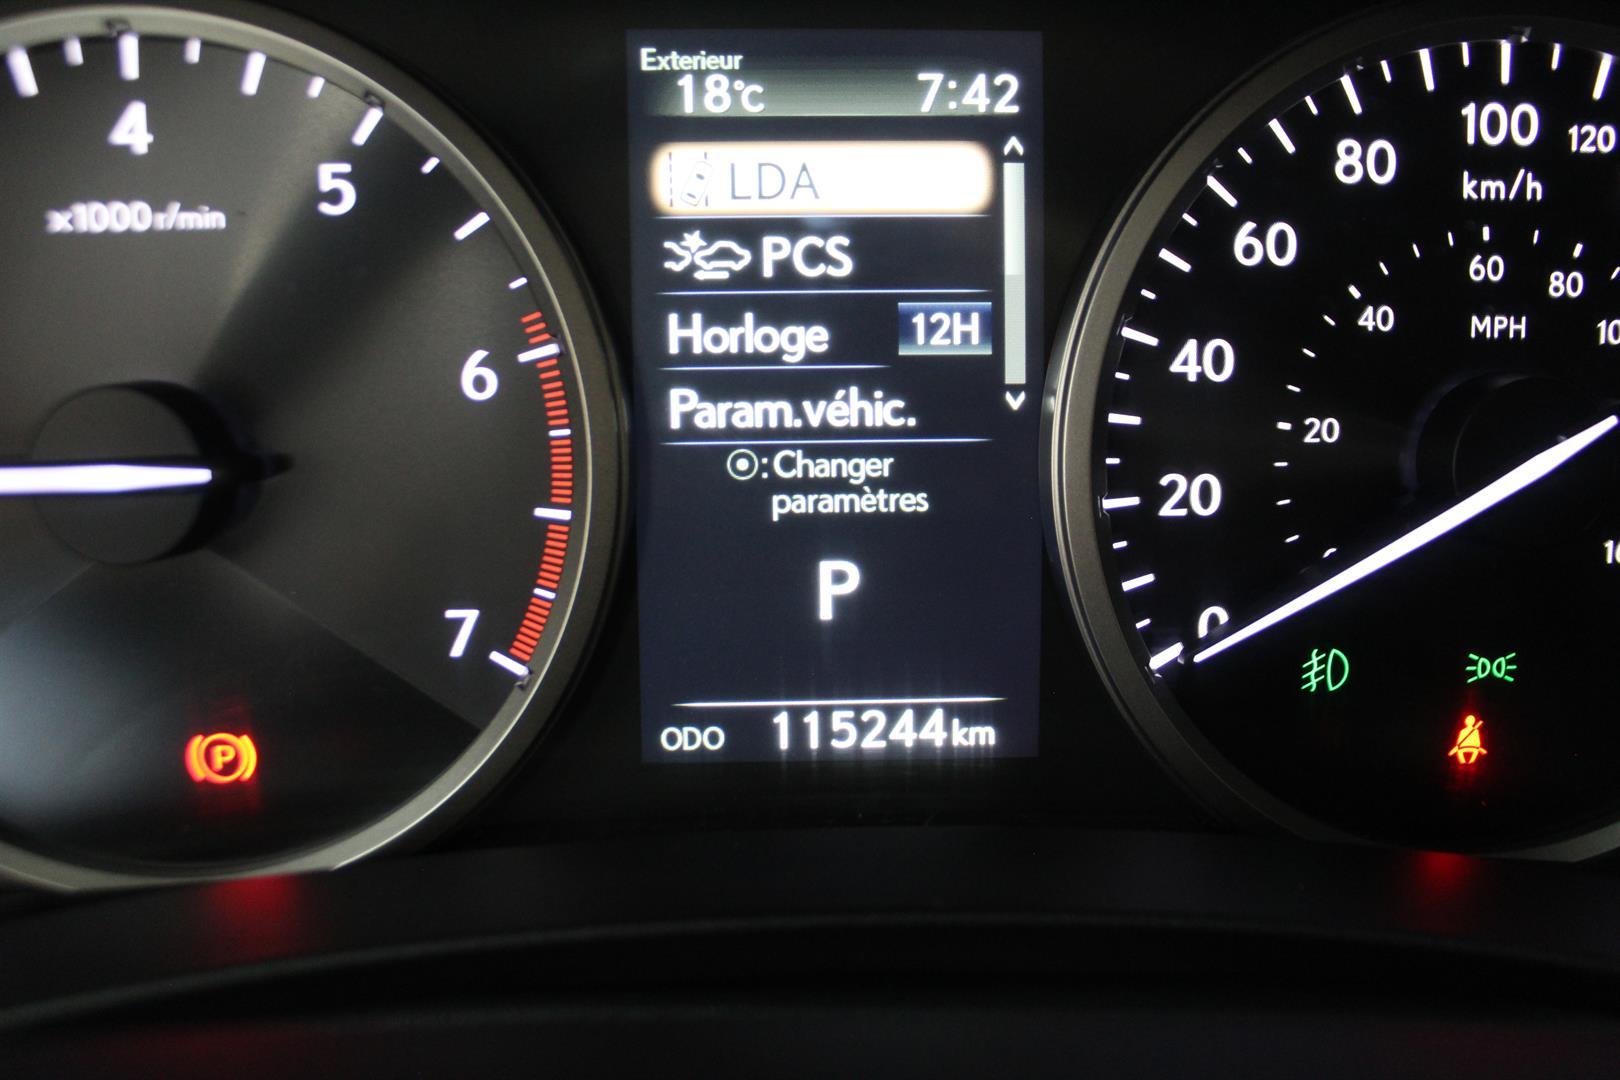 4
5
6
7
x1000r/min
Exterieur
18°C 7:42
LDA
PCS
Horloge 12H
Param.véhic.
: Changer
paramètres
P
ODO 115244km
0
20
40
60
80
100
120
km/h
20
40
60
80
MPH
P